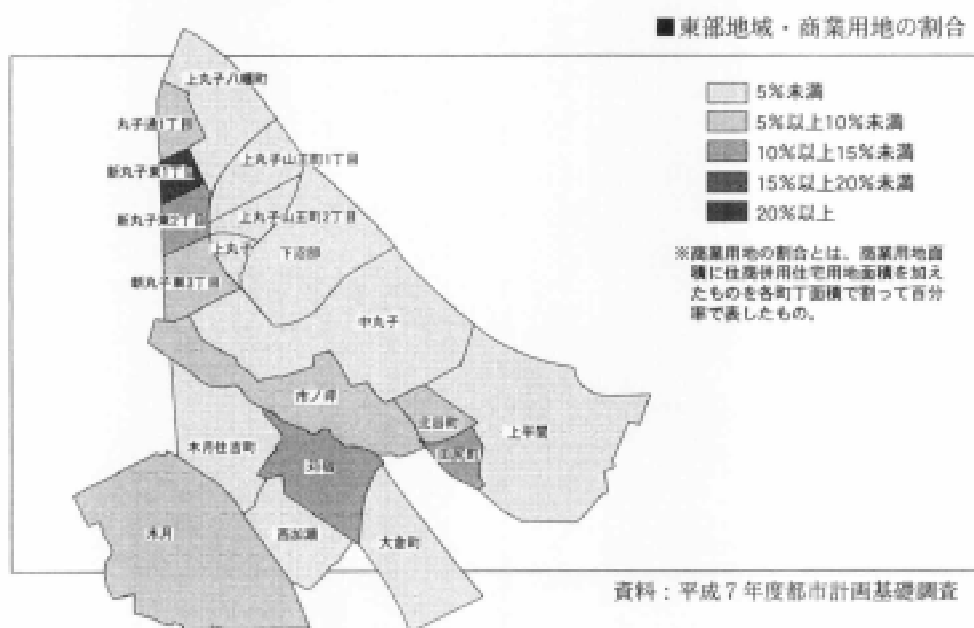 ■東部地域・商業用地の割合
上丸子八幡町
5%未満
丸子通1丁目
5%以上10%未満
10%以上15%未満
新丸子東1丁目
上丸子山王町1丁目
15%以上20%未満
20%以上
新丸子東2丁目
上丸子山王町2丁目
上丸子
下沼部
※商業用地の割合とは、商業用地面
積に住商併用住宅用地面積を加え
たものを各町丁面積で割って百分
率で表したもの。
新丸子東3丁目
中丸子
市ノ坪
北谷町
上平間
木月住吉町
苅宿
田尻町
木月
西加瀬
大倉町
資料：平成7年度都市計画基礎調査